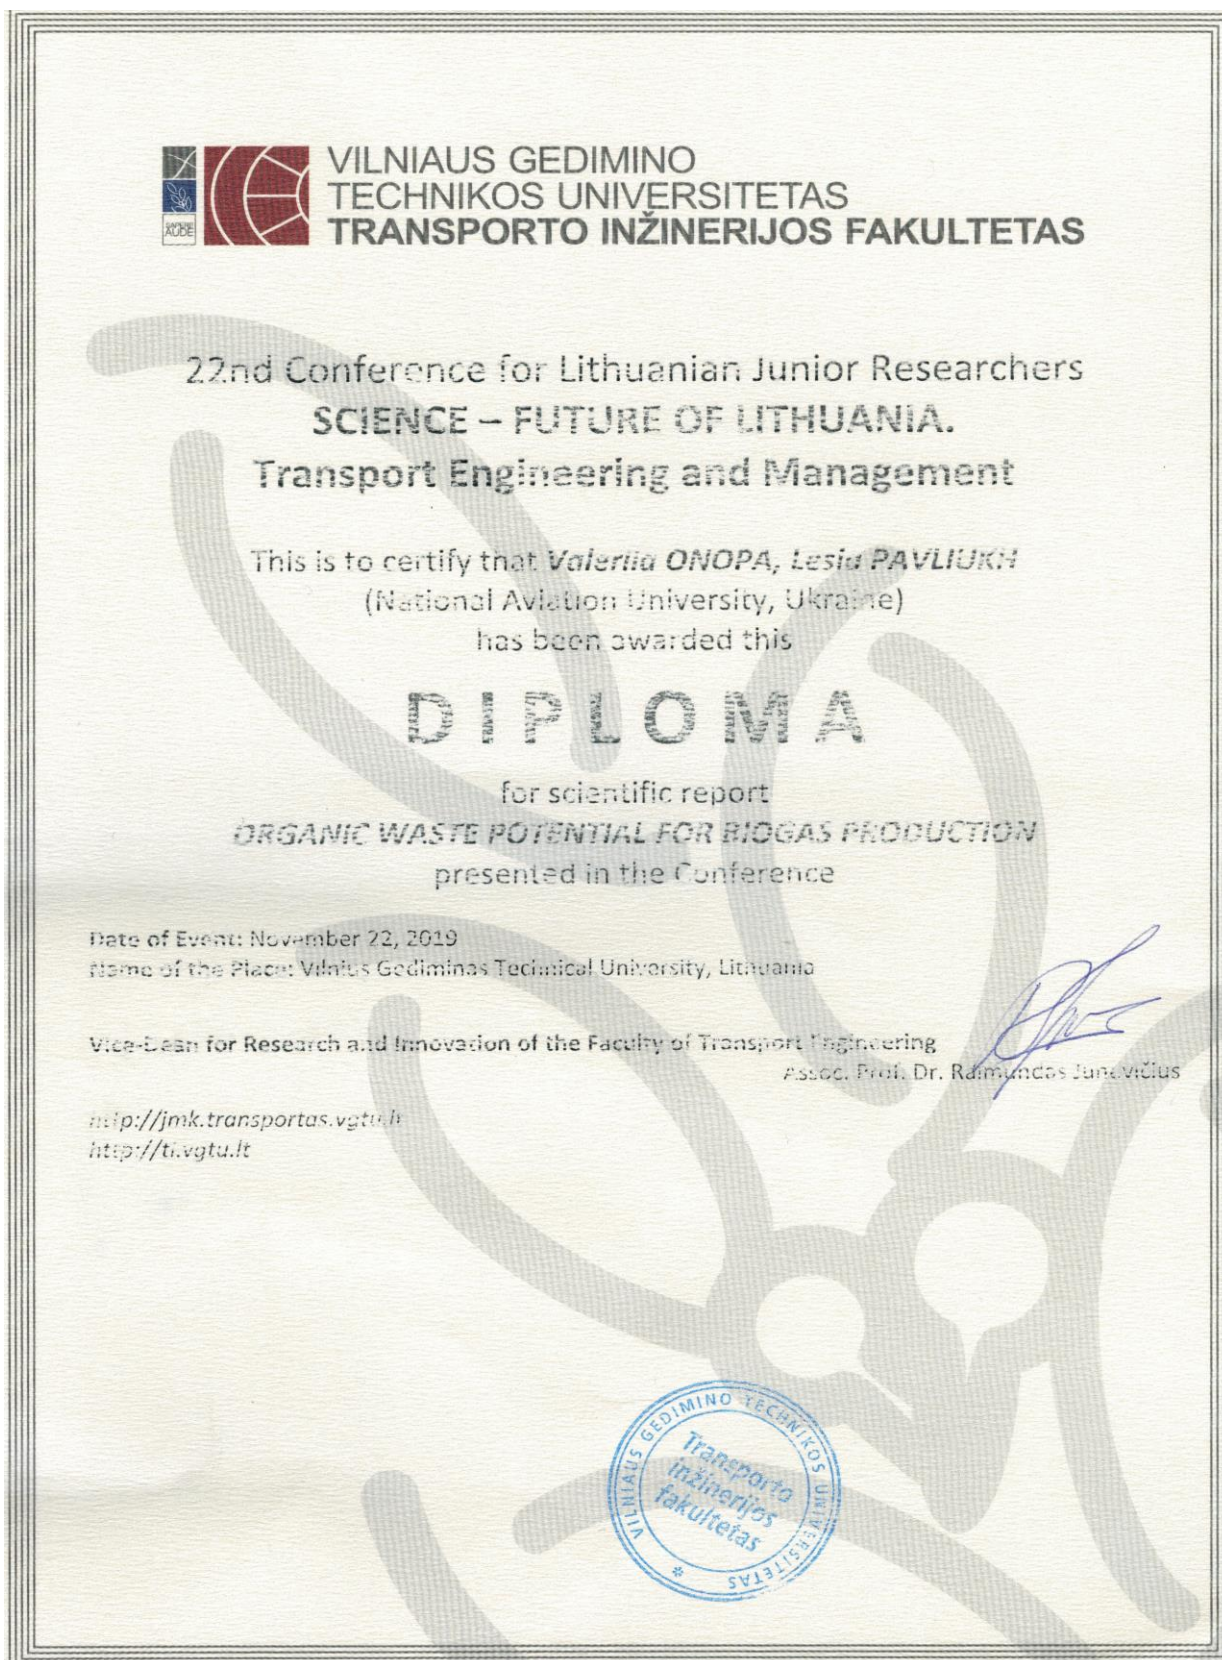 VILNIAUS GEDIMINO
TECHNIKOS UNIVERSITETAS
TRANSPORTO INŽINERIJOS FAKULTETAS
SAPERE
AUDE
22nd Conference for Lithuanian Junior Researchers
SCIENCE – FUTURE OF LITHUANIA.
Transport Engineering and Management
This is to certify that Valeriia ONOPA, Lesia PAVLIUKH
(National Aviation University, Ukraine)
has been awarded this
DIPLOMA
for scientific report
ORGANIC WASTE POTENTIAL FOR BIOGAS PRODUCTION
presented in the Conference
Date of Event: November 22, 2019
Name of the Place: Vilnius Gediminas Technical University, Lithuania
Vice-Dean for Research and Innovation of the Faculty of Transport Engineering
Assoc. Prof. Dr. Raimundas Junevičius
http://jmk.transportas.vgtu.lt
http://ti.vgtu.lt
VILNIAUS GEDIMINO TECHNIKOS UNIVERSITETAS
Transporto
inžinerijos
fakultetas